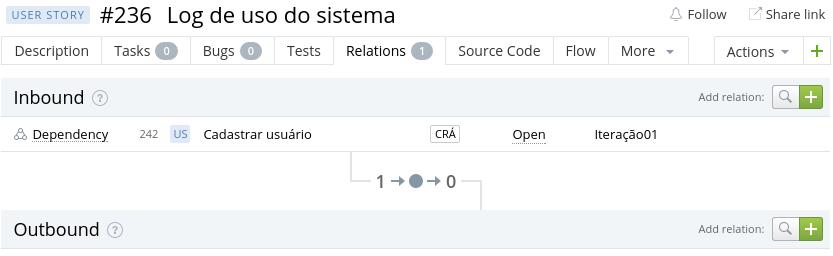 USER STORY #236 Log de uso do sistema Follow Share link
Description Tasks 0 Bugs 0 Tests Relations 1 Source Code Flow More Actions +
Inbound ? Add relation: +
Dependency 242 US Cadastrar usuário CRÁ Open Iteração01
1 → → 0
Outbound ? Add relation: +